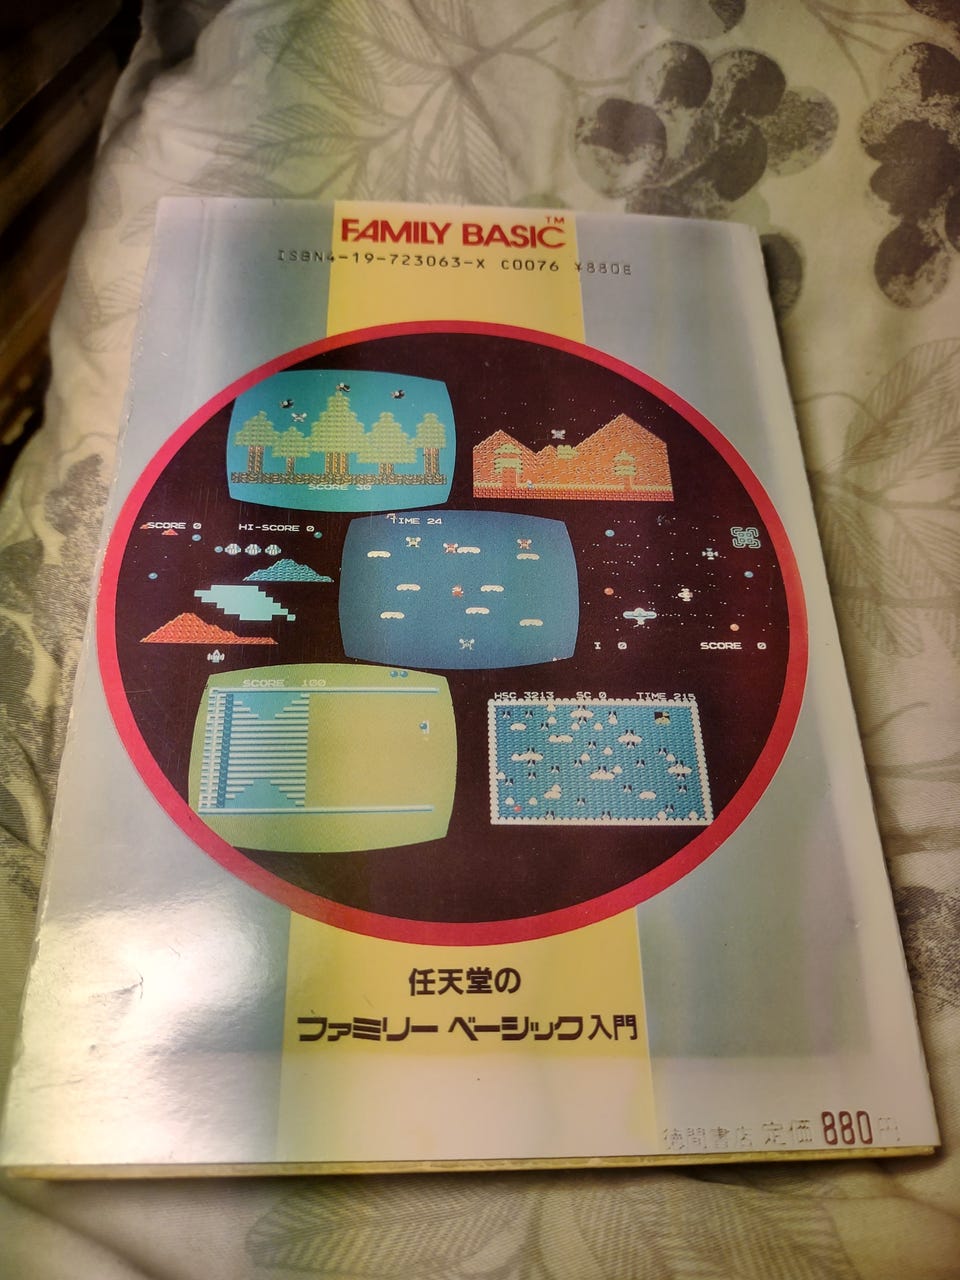 FAMILY BASIC™
ISBN4-19-723063-X C0076 ¥880E
SCORE 30
SCORE 0 HI-SCORE 0
TIME 24
I 0 SCORE 0
SCORE 100
HSC 3213 SC 0 TIME 215
任天堂の
ファミリー ベーシック入門
徳間書店 定価 880円